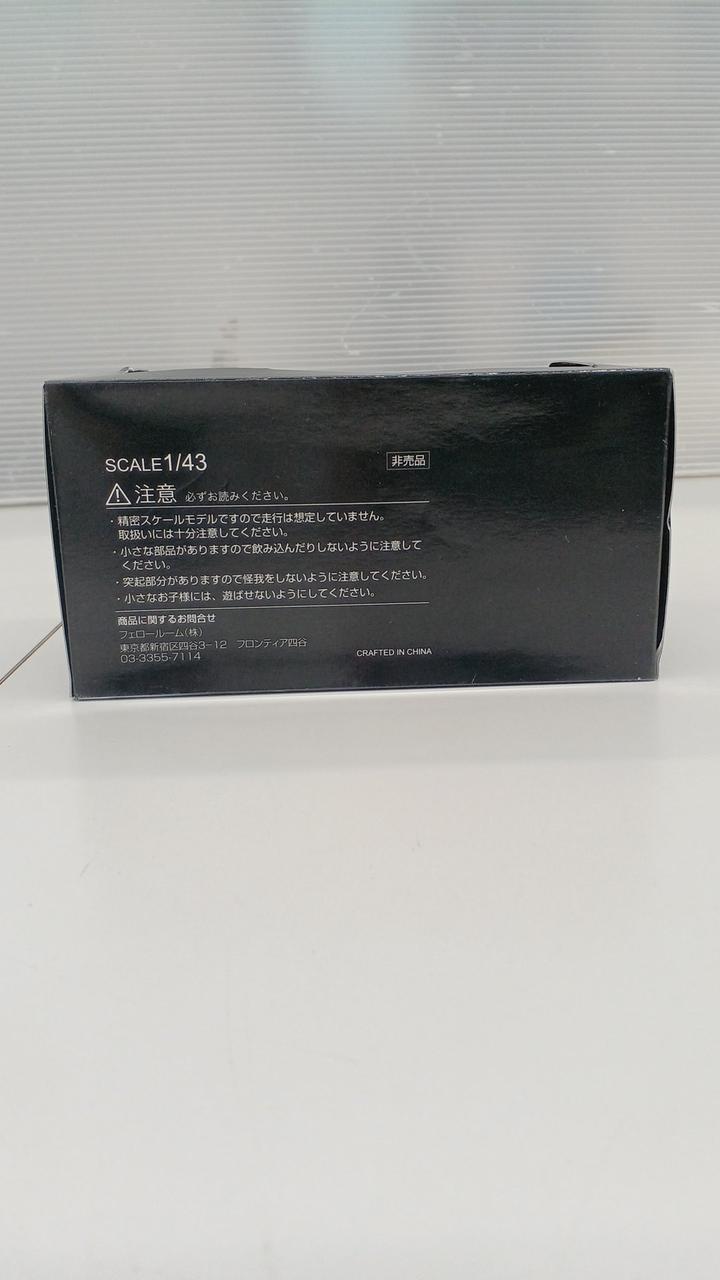 SCALE1/43
非売品
注意 必ずお読みください。
・精密スケールモデルですので走行は想定していません。
取扱いには十分注意してください。
・小さな部品がありますので飲み込んだりしないように注意して
ください。
・突起部分がありますので怪我をしないように注意してください。
・小さなお子様には、遊ばせないようにしてください。
商品に関するお問合せ
フェロールーム(株)
東京都新宿区四谷3-12 フロンティア四谷
03-3355-7114
CRAFTED IN CHINA